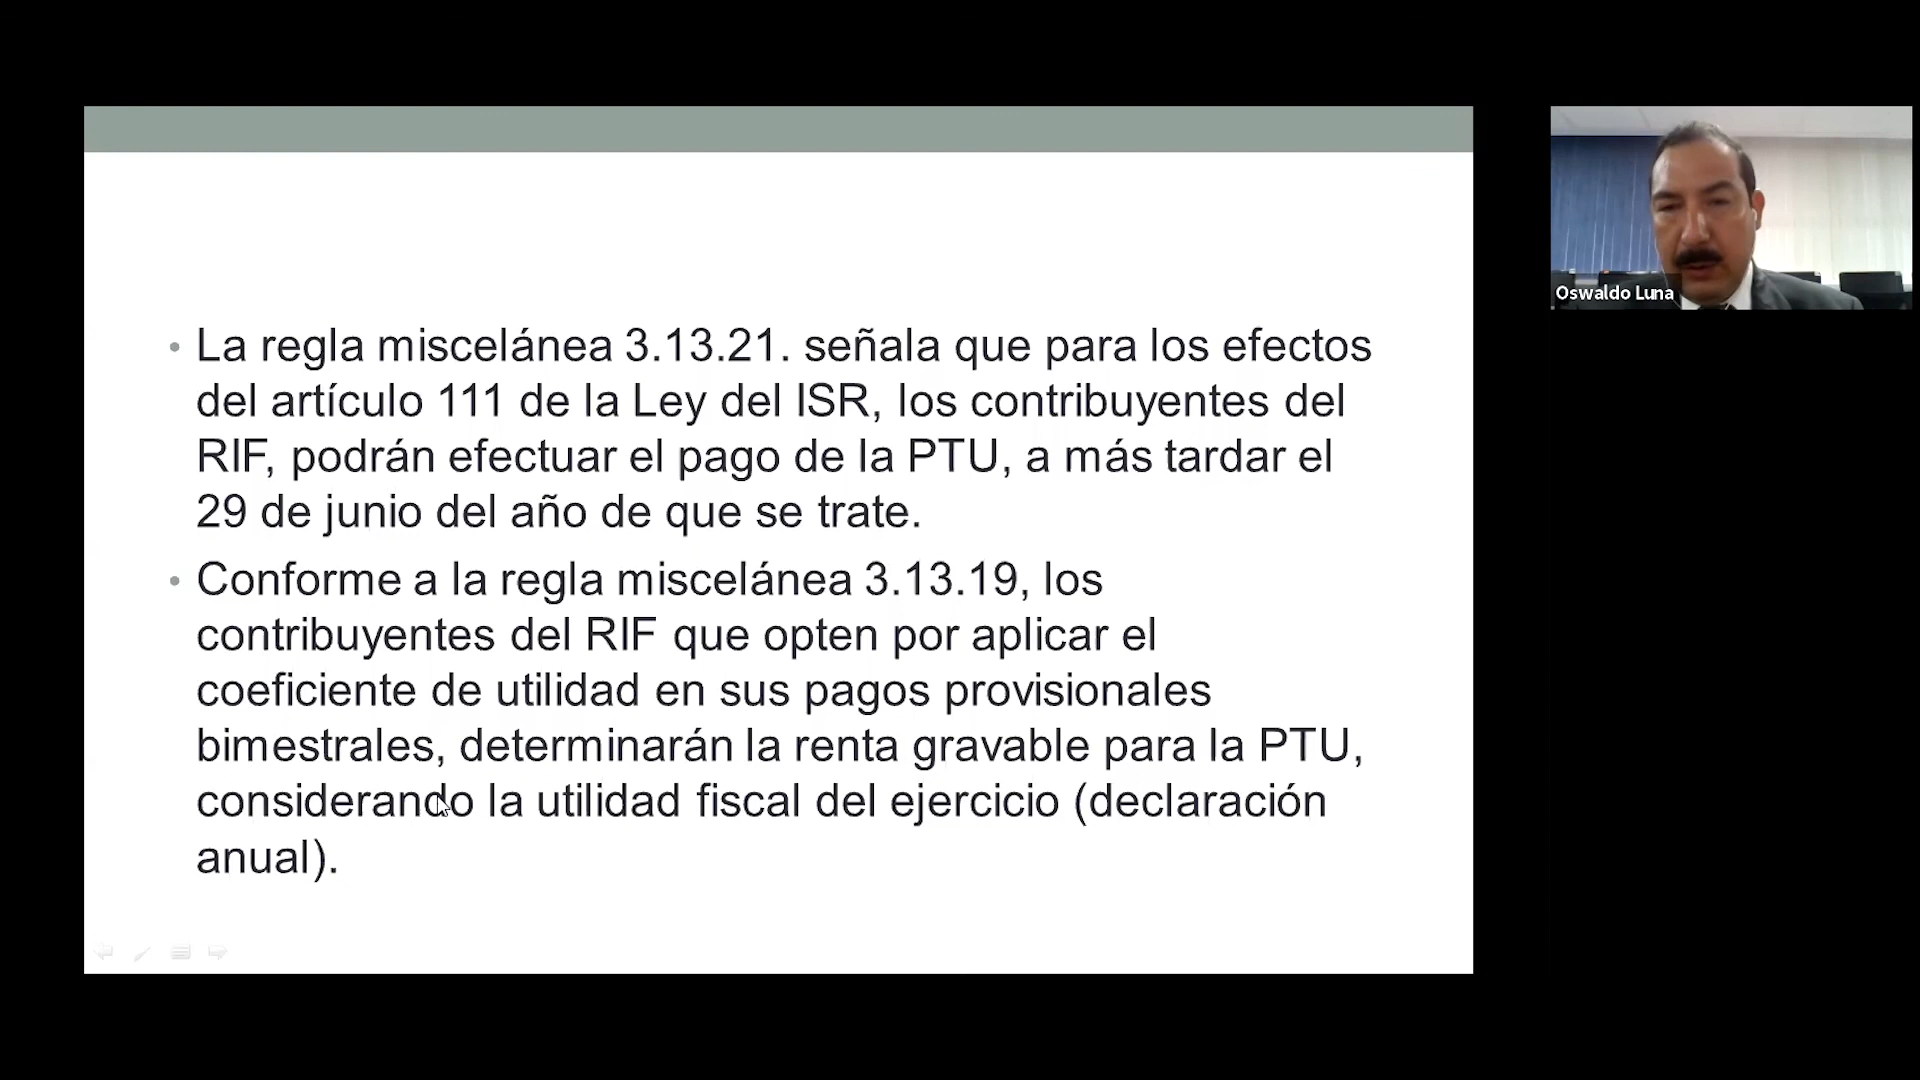 • La regla miscelánea 3.13.21. señala que para los efectos
del artículo 111 de la Ley del ISR, los contribuyentes del
RIF, podrán efectuar el pago de la PTU, a más tardar el
29 de junio del año de que se trate.
• Conforme a la regla miscelánea 3.13.19, los
contribuyentes del RIF que opten por aplicar el
coeficiente de utilidad en sus pagos provisionales
bimestrales, determinarán la renta gravable para la PTU,
considerando la utilidad fiscal del ejercicio (declaración
anual).
Oswaldo Luna